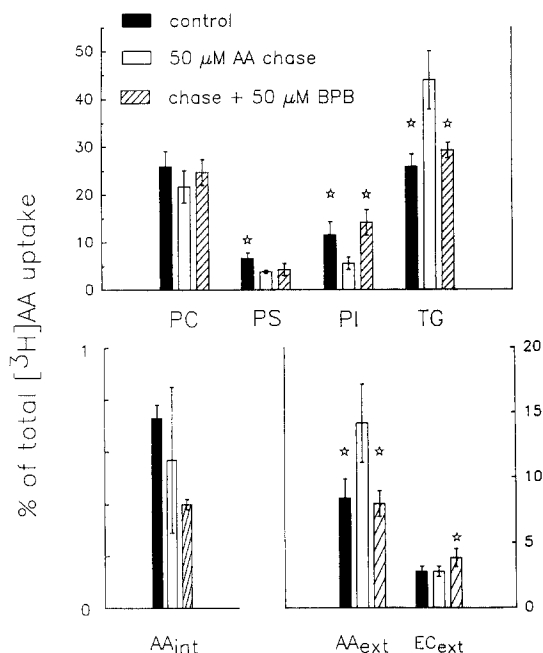 control
50 μM AA chase
chase + 50 μM BPB
50
40
30
20
10
0
☆ ☆ ☆ ☆ ☆
PC PS PI TG
% of total [³H]AA uptake
1
0
AAint
20
15
10
5
0
☆ ☆ ☆
AAext ECext